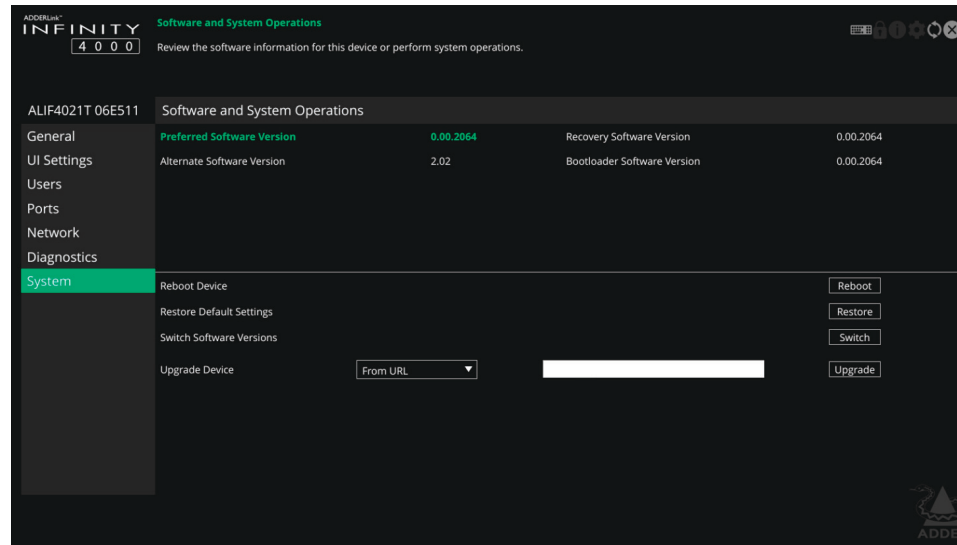 ADDERLink™
INFINITY
4000
Software and System Operations
Review the software information for this device or perform system operations.
ALIF4021T 06E511
Software and System Operations
General
UI Settings
Users
Ports
Network
Diagnostics
System
Preferred Software Version 0.00.2064 Recovery Software Version 0.00.2064
Alternate Software Version 2.02 Bootloader Software Version 0.00.2064
Reboot Device Reboot
Restore Default Settings Restore
Switch Software Versions Switch
Upgrade Device From URL Upgrade
ADDE